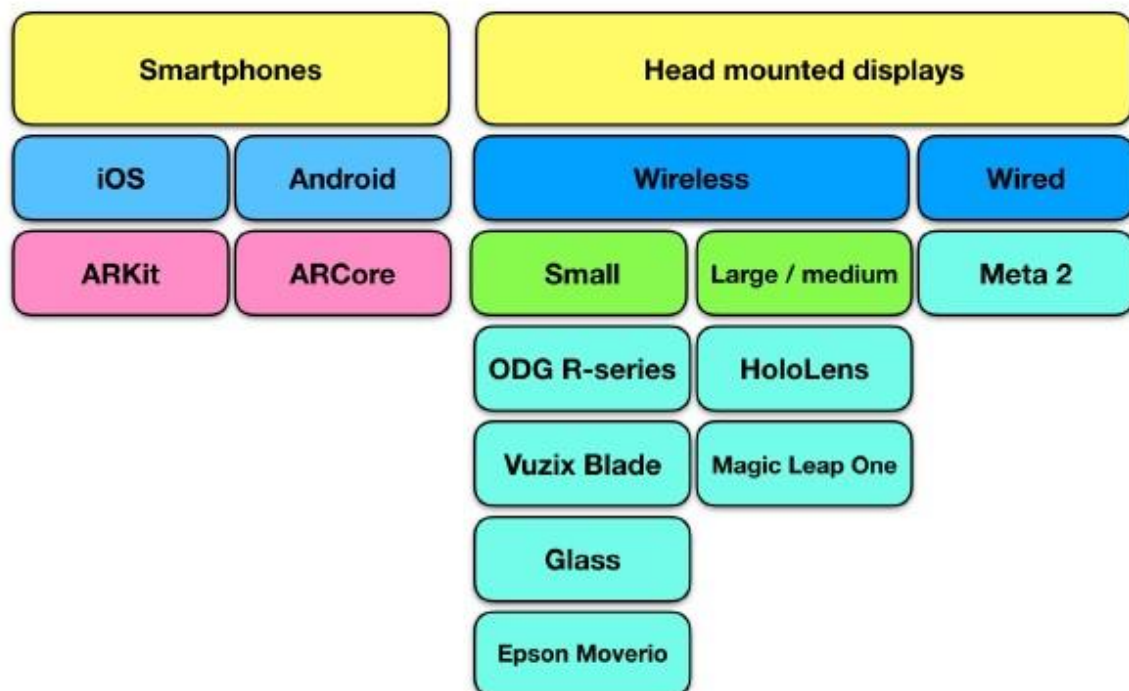 Smartphones
Head mounted displays
iOS
Android
Wireless
Wired
ARKit
ARCore
Small
Large / medium
Meta 2
ODG R-series
HoloLens
Vuzix Blade
Magic Leap One
Glass
Epson Moverio